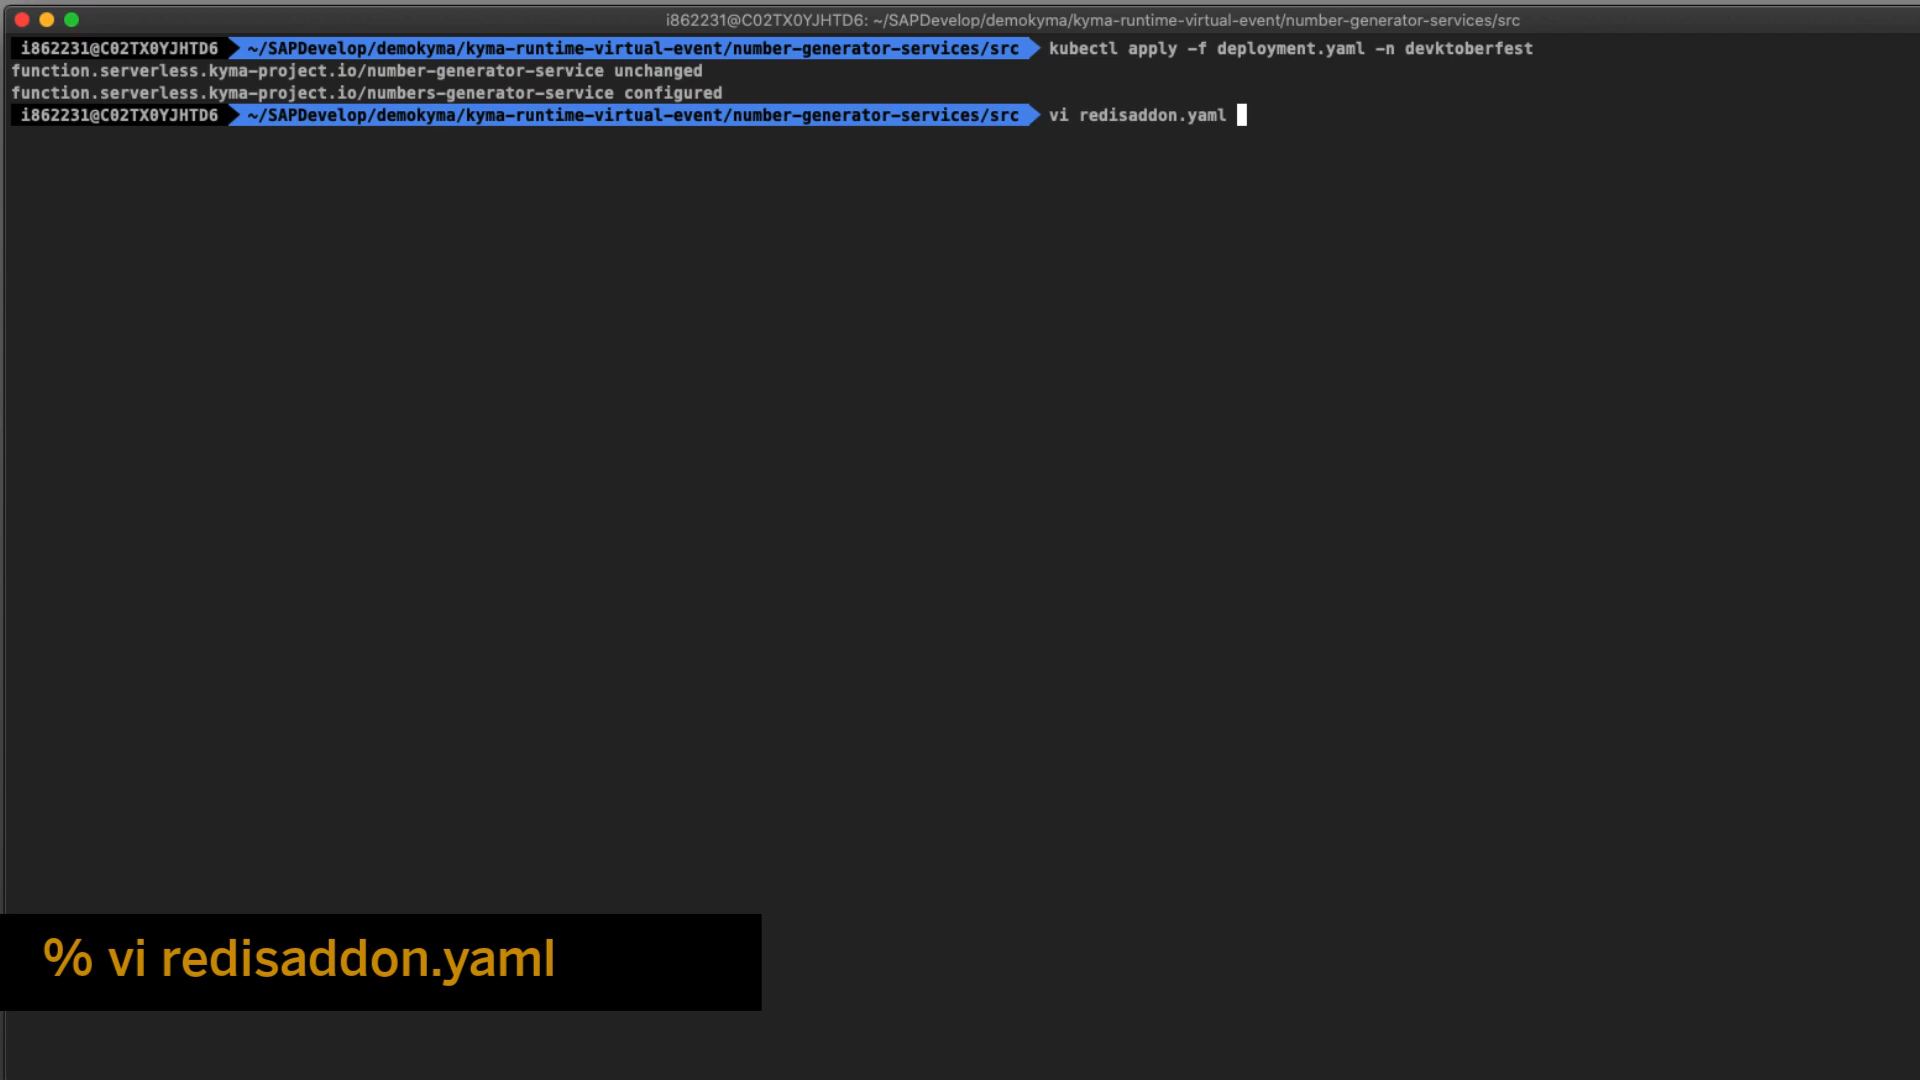 i862231@C02TX0YJHTD6: ~/SAPDevelop/demokyma/kyma-runtime-virtual-event/number-generator-services/src
i862231@C02TX0YJHTD6 ~/SAPDevelop/demokyma/kyma-runtime-virtual-event/number-generator-services/src kubectl apply -f deployment.yaml -n devktoberfest
function.serverless.kyma-project.io/number-generator-service unchanged
function.serverless.kyma-project.io/numbers-generator-service configured
i862231@C02TX0YJHTD6 ~/SAPDevelop/demokyma/kyma-runtime-virtual-event/number-generator-services/src vi redisaddon.yaml
% vi redisaddon.yaml